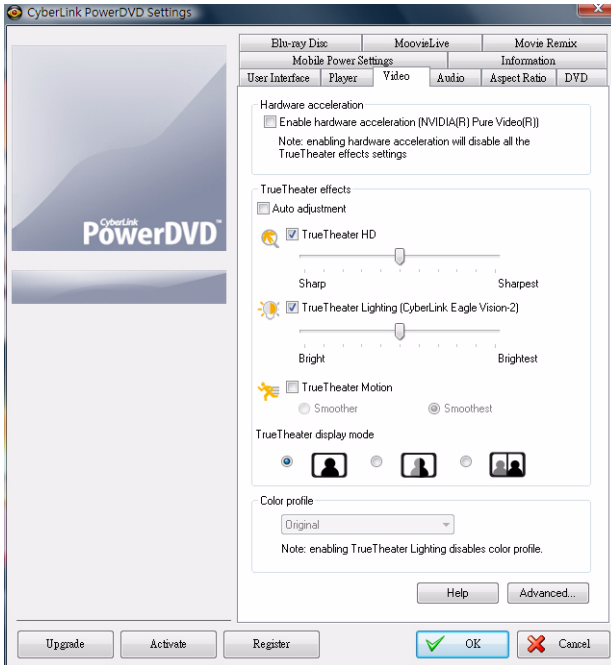 CyberLink PowerDVD Settings
Blu-ray Disc MoovieLive Movie Remix
Mobile Power Settings Information
User Interface Player Video Audio Aspect Ratio DVD
CyberLink
PowerDVD™
Hardware acceleration
Enable hardware acceleration (NVIDIA(R) Pure Video(R))
Note: enabling hardware acceleration will disable all the
TrueTheater effects settings
TrueTheater effects
Auto adjustment
TrueTheater HD
Sharp Sharpest
TrueTheater Lighting (CyberLink Eagle Vision-2)
Bright Brightest
TrueTheater Motion
Smoother Smoothest
TrueTheater display mode
Color profile
Original
Note: enabling TrueTheater Lighting disables color profile.
Help Advanced...
Upgrade Activate Register OK Cancel